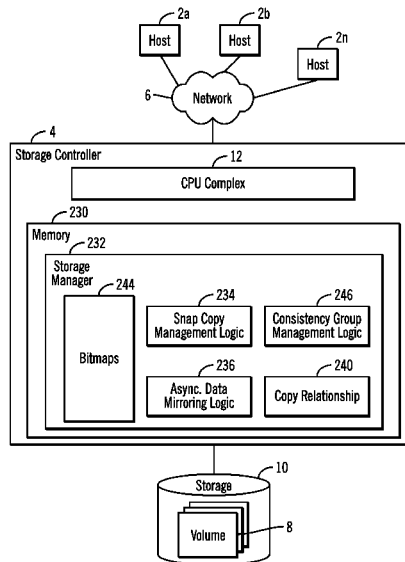 2a
2b
2n
Host
Host
Host
6
Network
4
Storage Controller
12
CPU Complex
230
Memory
232
Storage
Manager
244
234
246
Bitmaps
Snap Copy
Management Logic
Consistency Group
Management Logic
236
240
Async. Data
Mirroring Logic
Copy Relationship
10
Storage
Volume
8